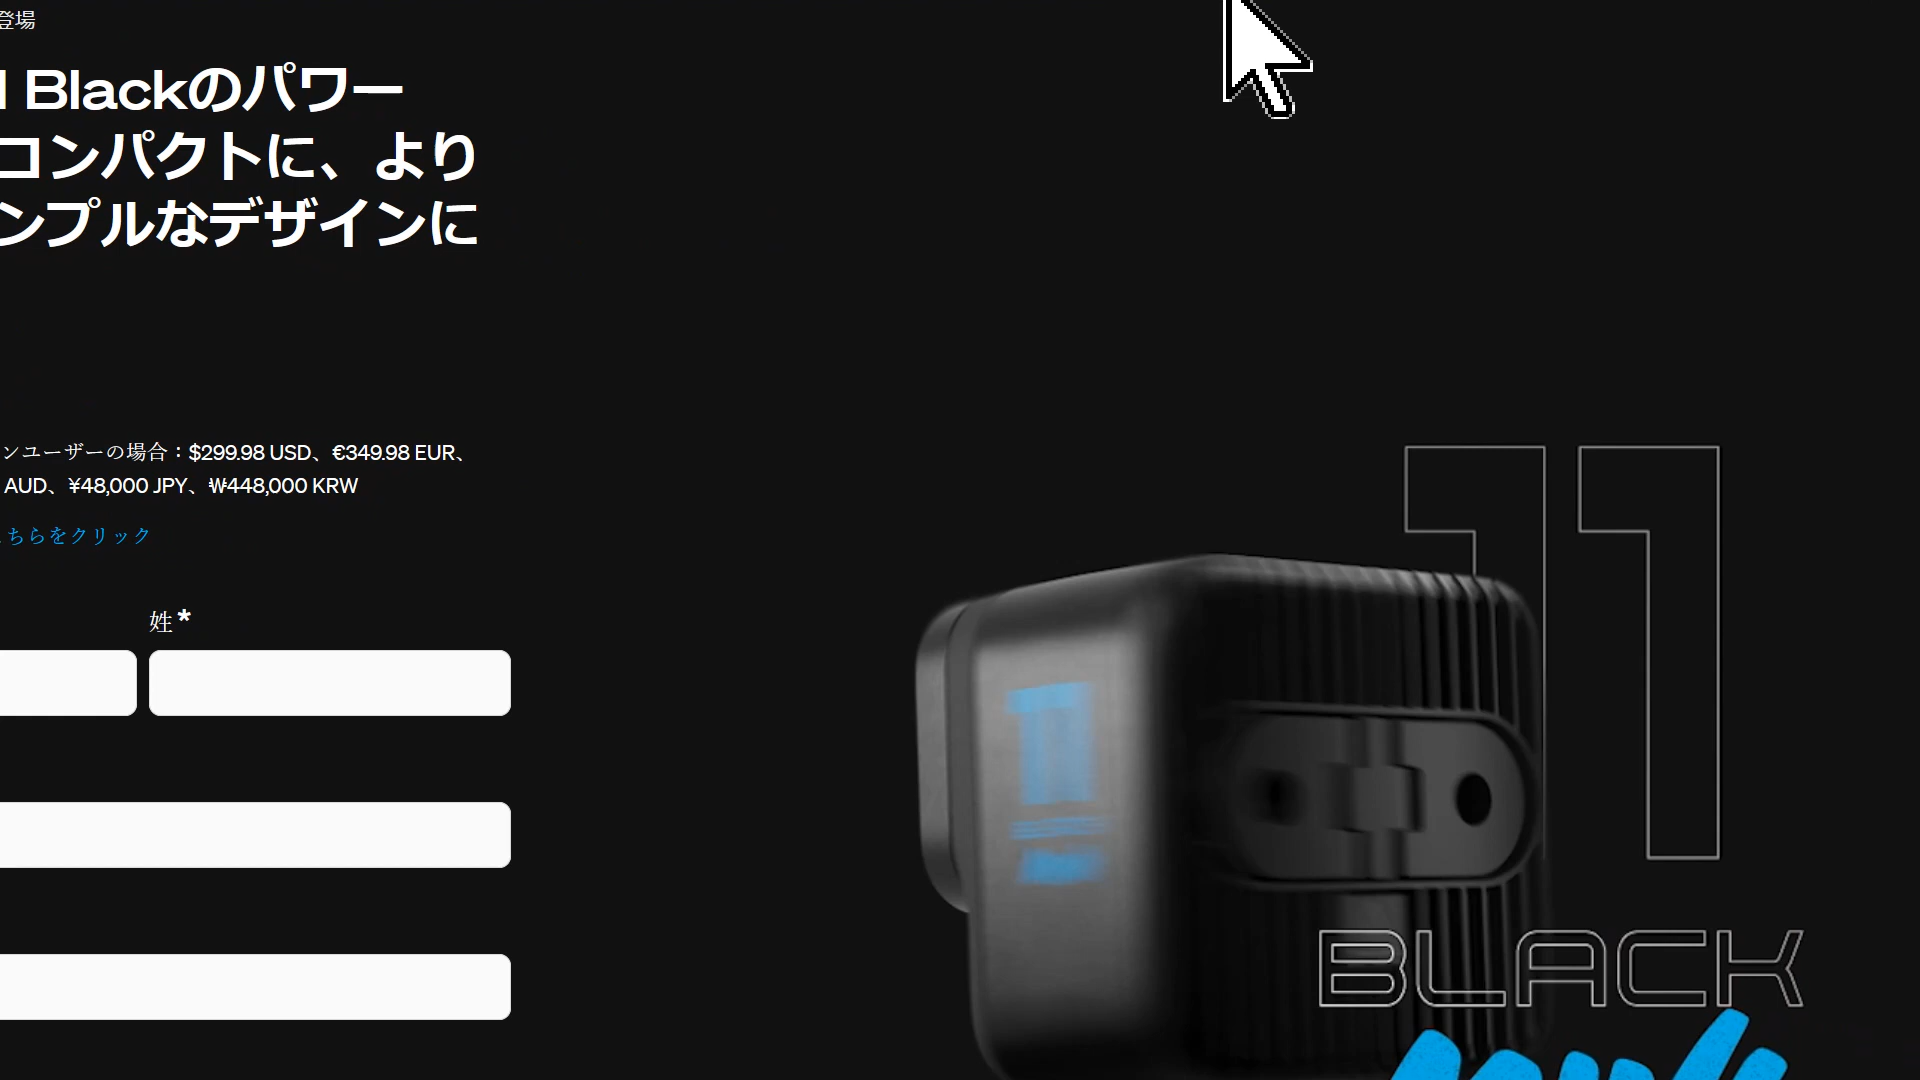 登場
Blackのパワー
コンパクトに、より
ンプルなデザインに
ンユーザーの場合：$299.98 USD、€349.98 EUR、
AUD、¥48,000 JPY、₩448,000 KRW
ちらをクリック
姓*
11
BLACK